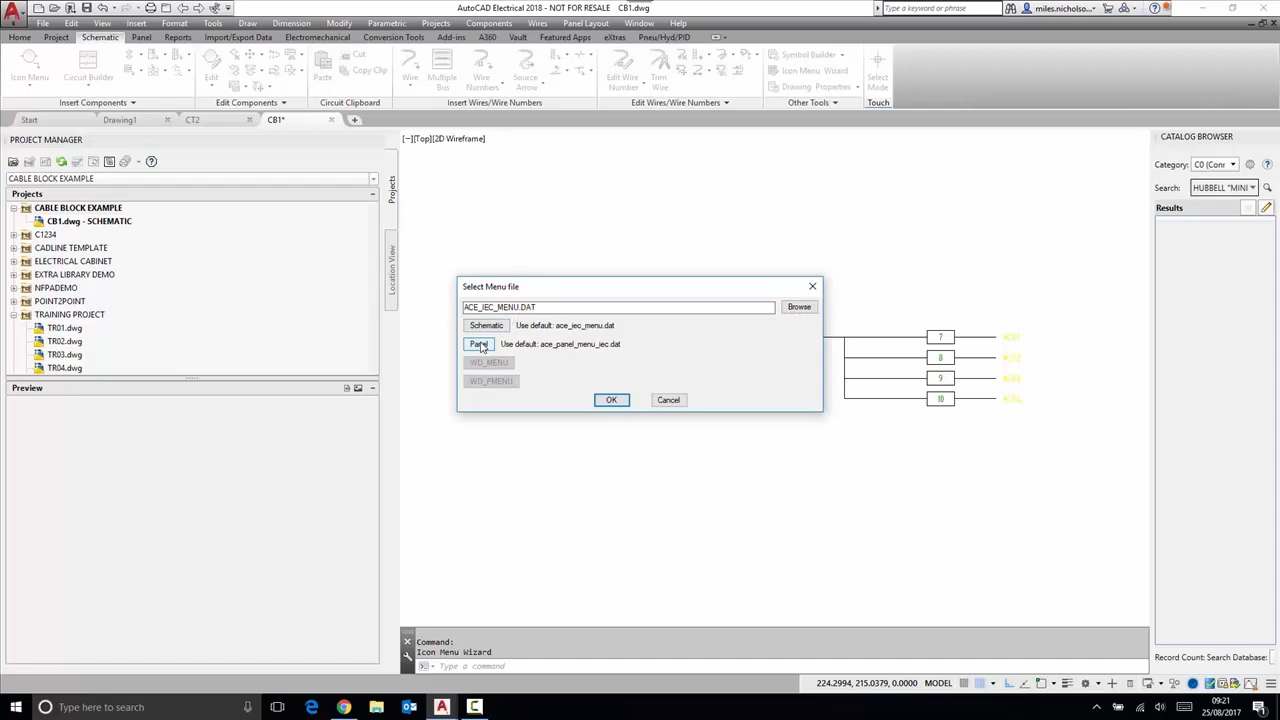 AutoCAD Electrical 2018 - NOT FOR RESALE CB1.dwg
Type a keyword or phrase
miles.nicholso...
File Edit View Insert Format Tools Draw Dimension Modify Parametric Projects Components Wires Panel Layout Window Help
Home Project Schematic Panel Reports Import/Export Data Electromechanical Conversion Tools Add-ins A360 Vault Featured Apps eXtras Pneu/Hyd/PID
Icon Menu
Circuit Builder
Edit
Paste
Cut
Copy Clip
Wire
Multiple Bus
Wire Numbers
Source Arrow
Edit Wire Number
Trim Wire
Symbol Builder
Icon Menu Wizard
Drawing Properties
Select Mode
Insert Components
Edit Components
Circuit Clipboard
Insert Wires/Wire Numbers
Edit Wires/Wire Numbers
Other Tools
Touch
Start Drawing1 CT2 CB1*
PROJECT MANAGER
CABLE BLOCK EXAMPLE
Projects
CABLE BLOCK EXAMPLE
CB1.dwg - SCHEMATIC
C1234
CADLINE TEMPLATE
ELECTRICAL CABINET
EXTRA LIBRARY DEMO
NFPADEMO
POINT2POINT
TRAINING PROJECT
TR01.dwg
TR02.dwg
TR03.dwg
TR04.dwg
Preview
Projects
Location View
[−][Top][2D Wireframe]
Select Menu file
ACE_IEC_MENU.DAT
Browse
Schematic Use default: ace_iec_menu.dat
Panel Use default: ace_panel_menu_iec.dat
WD_MENU
WD_PMENU
OK Cancel
7
8
9
10
CATALOG BROWSER
Category: C0 (Conn
Search: HUBBELL "MINI
Results
Record Count: Search Database:
Command:
Icon Menu Wizard
Type a command
224.2994, 215.0379, 0.0000 MODEL
Type here to search
09:21
25/08/2017